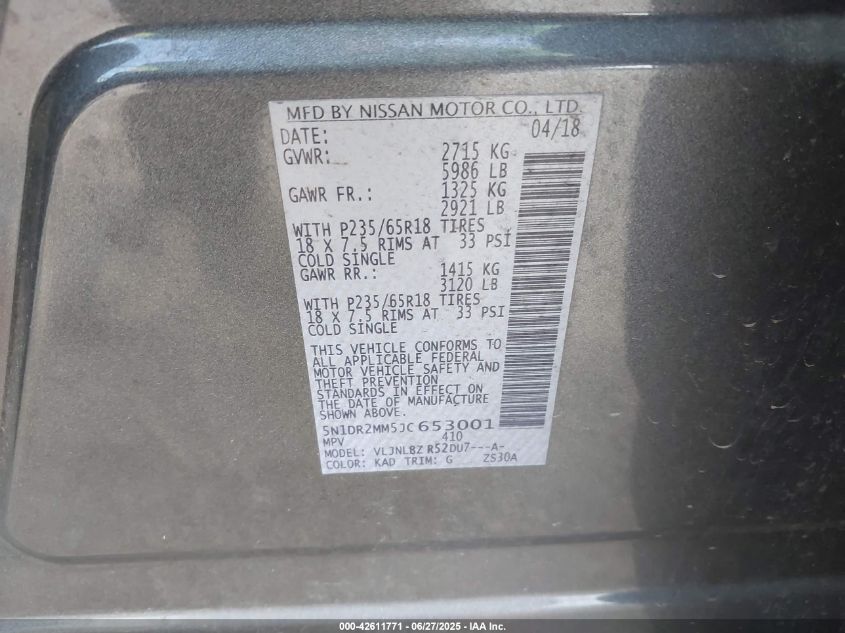 MFD BY NISSAN MOTOR CO., LTD.
DATE: 04/18
GVWR: 2715 KG
5986 LB
GAWR FR.: 1325 KG
2921 LB
WITH P235/65R18 TIRES
18 X 7.5 RIMS AT 33 PSI
COLD SINGLE
GAWR RR.: 1415 KG
3120 LB
WITH P235/65R18 TIRES
18 X 7.5 RIMS AT 33 PSI
COLD SINGLE
THIS VEHICLE CONFORMS TO
ALL APPLICABLE FEDERAL
MOTOR VEHICLE SAFETY AND
THEFT PREVENTION
STANDARDS IN EFFECT ON
THE DATE OF MANUFACTURE
SHOWN ABOVE.
5N1DR2MM5JC653001
MPV 410
MODEL: VLJNLBZ R52DU7---A-
COLOR: KAD TRIM: G ZS30A
000-42611771 - 06/27/2025 - IAA Inc.